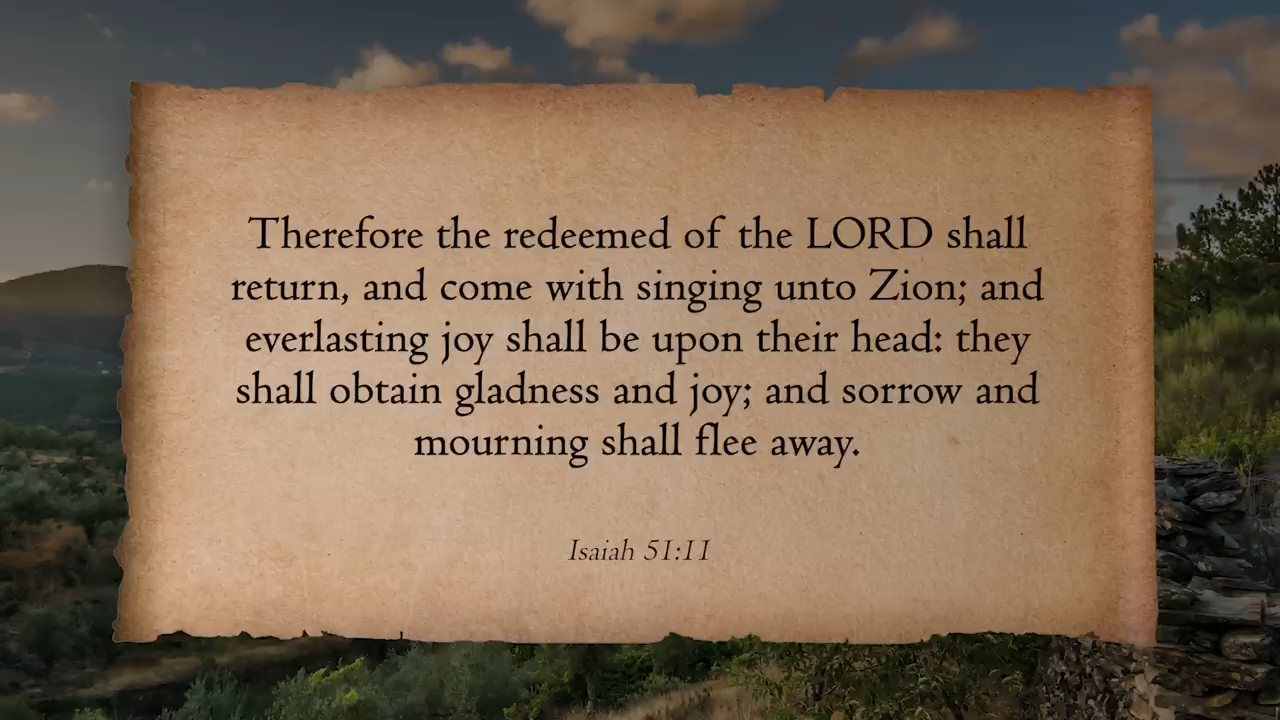 Therefore the redeemed of the LORD shall
return, and come with singing unto Zion; and
everlasting joy shall be upon their head: they
shall obtain gladness and joy; and sorrow and
mourning shall flee away.
Isaiah 51:11